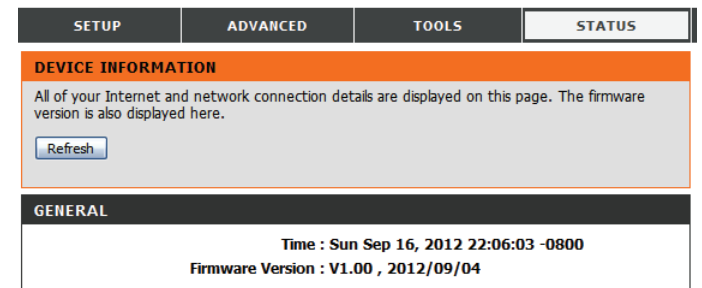 SETUP ADVANCED TOOLS STATUS
DEVICE INFORMATION
All of your Internet and network connection details are displayed on this page. The firmware
version is also displayed here.
Refresh
GENERAL
Time : Sun Sep 16, 2012 22:06:03 -0800
Firmware Version : V1.00 , 2012/09/04